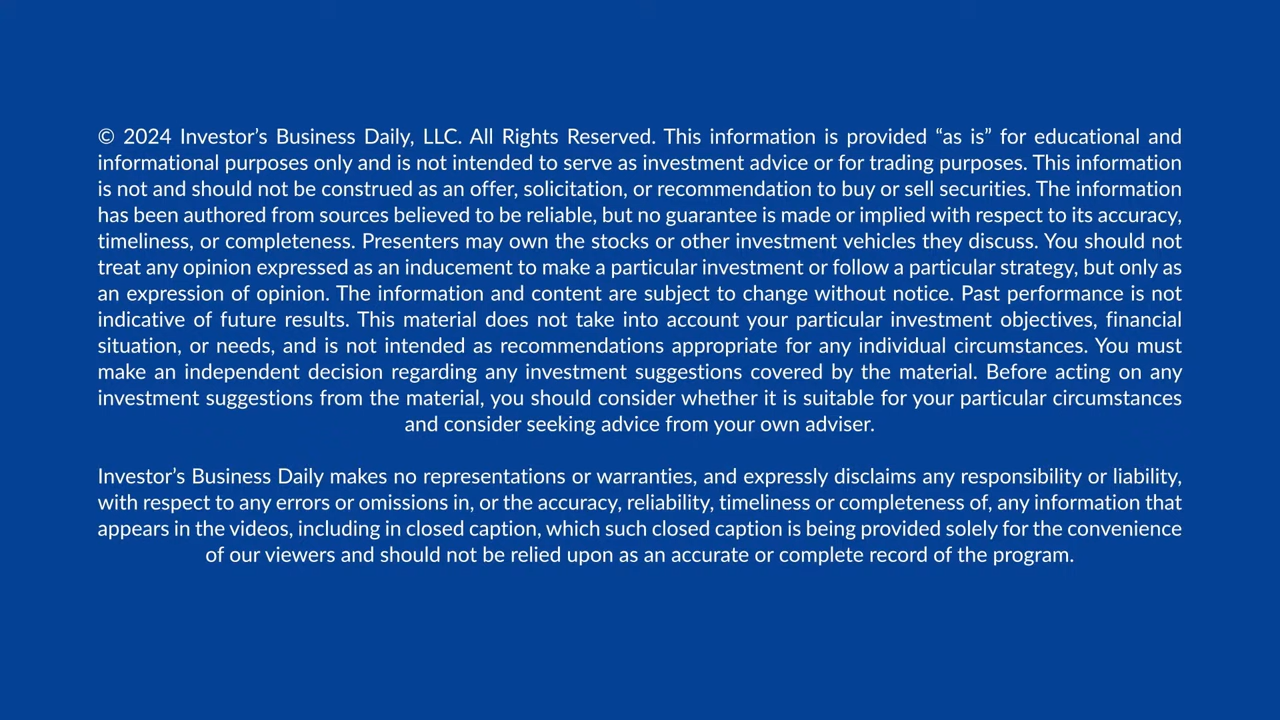 © 2024 Investor’s Business Daily, LLC. All Rights Reserved. This information is provided “as is” for educational and
informational purposes only and is not intended to serve as investment advice or for trading purposes. This information
is not and should not be construed as an offer, solicitation, or recommendation to buy or sell securities. The information
has been authored from sources believed to be reliable, but no guarantee is made or implied with respect to its accuracy,
timeliness, or completeness. Presenters may own the stocks or other investment vehicles they discuss. You should not
treat any opinion expressed as an inducement to make a particular investment or follow a particular strategy, but only as
an expression of opinion. The information and content are subject to change without notice. Past performance is not
indicative of future results. This material does not take into account your particular investment objectives, financial
situation, or needs, and is not intended as recommendations appropriate for any individual circumstances. You must
make an independent decision regarding any investment suggestions covered by the material. Before acting on any
investment suggestions from the material, you should consider whether it is suitable for your particular circumstances
and consider seeking advice from your own adviser.
Investor’s Business Daily makes no representations or warranties, and expressly disclaims any responsibility or liability,
with respect to any errors or omissions in, or the accuracy, reliability, timeliness or completeness of, any information that
appears in the videos, including in closed caption, which such closed caption is being provided solely for the convenience
of our viewers and should not be relied upon as an accurate or complete record of the program.